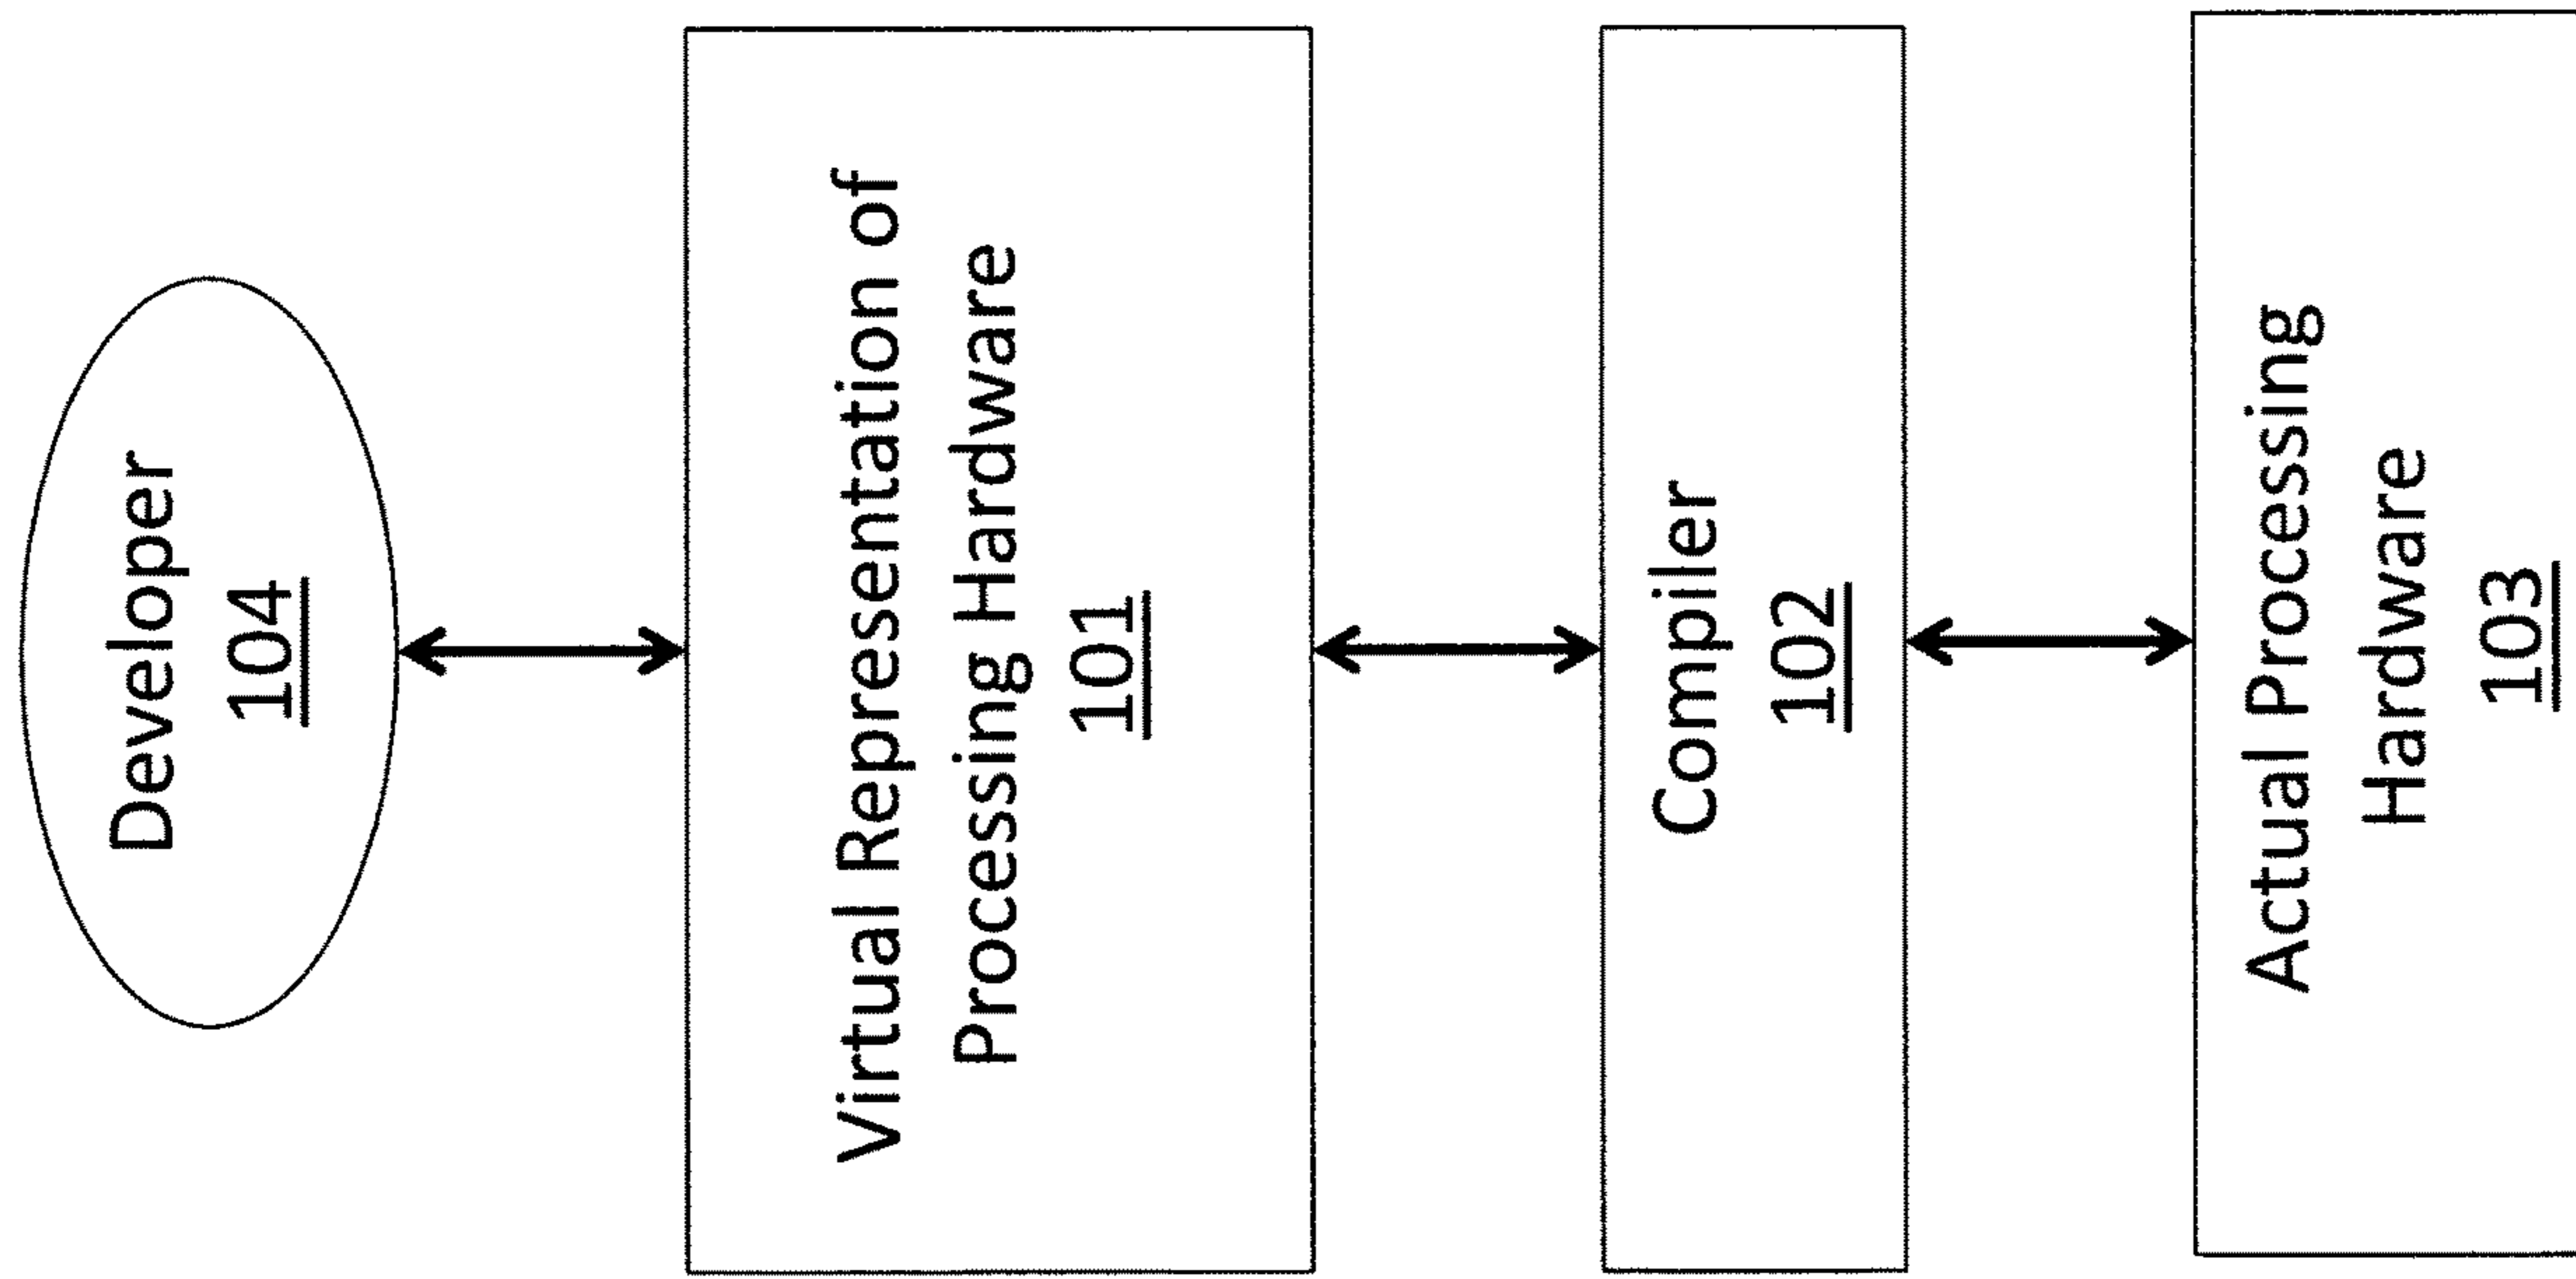 Developer
104
Virtual Representation of
Processing Hardware
101
Compiler
102
Actual Processing
Hardware
103